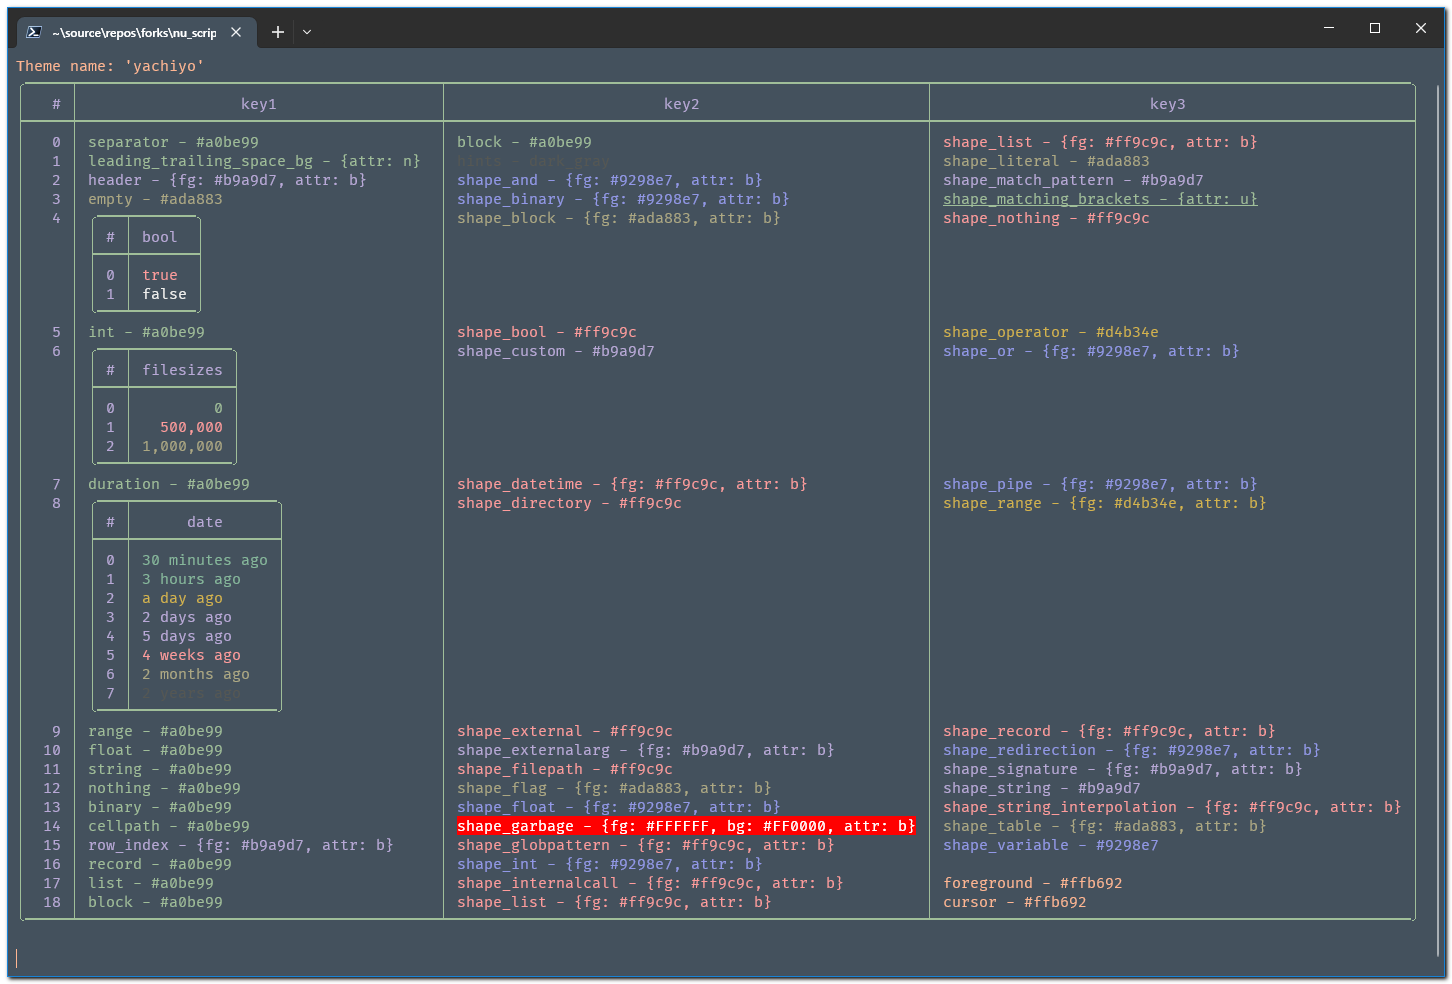 ~\source\repos\forks\nu_scrip
Theme name: 'yachiyo'
# key1 key2 key3
0 separator - #a0be99 block - #a0be99 shape_list - {fg: #ff9c9c, attr: b}
1 leading_trailing_space_bg - {attr: n} hints - dark_gray shape_literal - #ada883
2 header - {fg: #b9a9d7, attr: b} shape_and - {fg: #9298e7, attr: b} shape_match_pattern - #b9a9d7
3 empty - #ada883 shape_binary - {fg: #9298e7, attr: b} shape_matching_brackets - {attr: u}
4 shape_block - {fg: #ada883, attr: b} shape_nothing - #ff9c9c
# bool
0 true
1 false
5 int - #a0be99 shape_bool - #ff9c9c shape_operator - #d4b34e
6 shape_custom - #b9a9d7 shape_or - {fg: #9298e7, attr: b}
# filesizes
0 0
1 500,000
2 1,000,000
7 duration - #a0be99 shape_datetime - {fg: #ff9c9c, attr: b} shape_pipe - {fg: #9298e7, attr: b}
8 shape_directory - #ff9c9c shape_range - {fg: #d4b34e, attr: b}
# date
0 30 minutes ago
1 3 hours ago
2 a day ago
3 2 days ago
4 5 days ago
5 4 weeks ago
6 2 months ago
7 2 years ago
9 range - #a0be99 shape_external - #ff9c9c shape_record - {fg: #ff9c9c, attr: b}
10 float - #a0be99 shape_externalarg - {fg: #b9a9d7, attr: b} shape_redirection - {fg: #9298e7, attr: b}
11 string - #a0be99 shape_filepath - #ff9c9c shape_signature - {fg: #b9a9d7, attr: b}
12 nothing - #a0be99 shape_flag - {fg: #ada883, attr: b} shape_string - #b9a9d7
13 binary - #a0be99 shape_float - {fg: #9298e7, attr: b} shape_string_interpolation - {fg: #ff9c9c, attr: b}
14 cellpath - #a0be99 shape_garbage - {fg: #FFFFFF, bg: #FF0000, attr: b} shape_table - {fg: #ada883, attr: b}
15 row_index - {fg: #b9a9d7, attr: b} shape_globpattern - {fg: #ff9c9c, attr: b} shape_variable - #9298e7
16 record - #a0be99 shape_int - {fg: #9298e7, attr: b}
17 list - #a0be99 shape_internalcall - {fg: #ff9c9c, attr: b} foreground - #ffb692
18 block - #a0be99 shape_list - {fg: #ff9c9c, attr: b} cursor - #ffb692